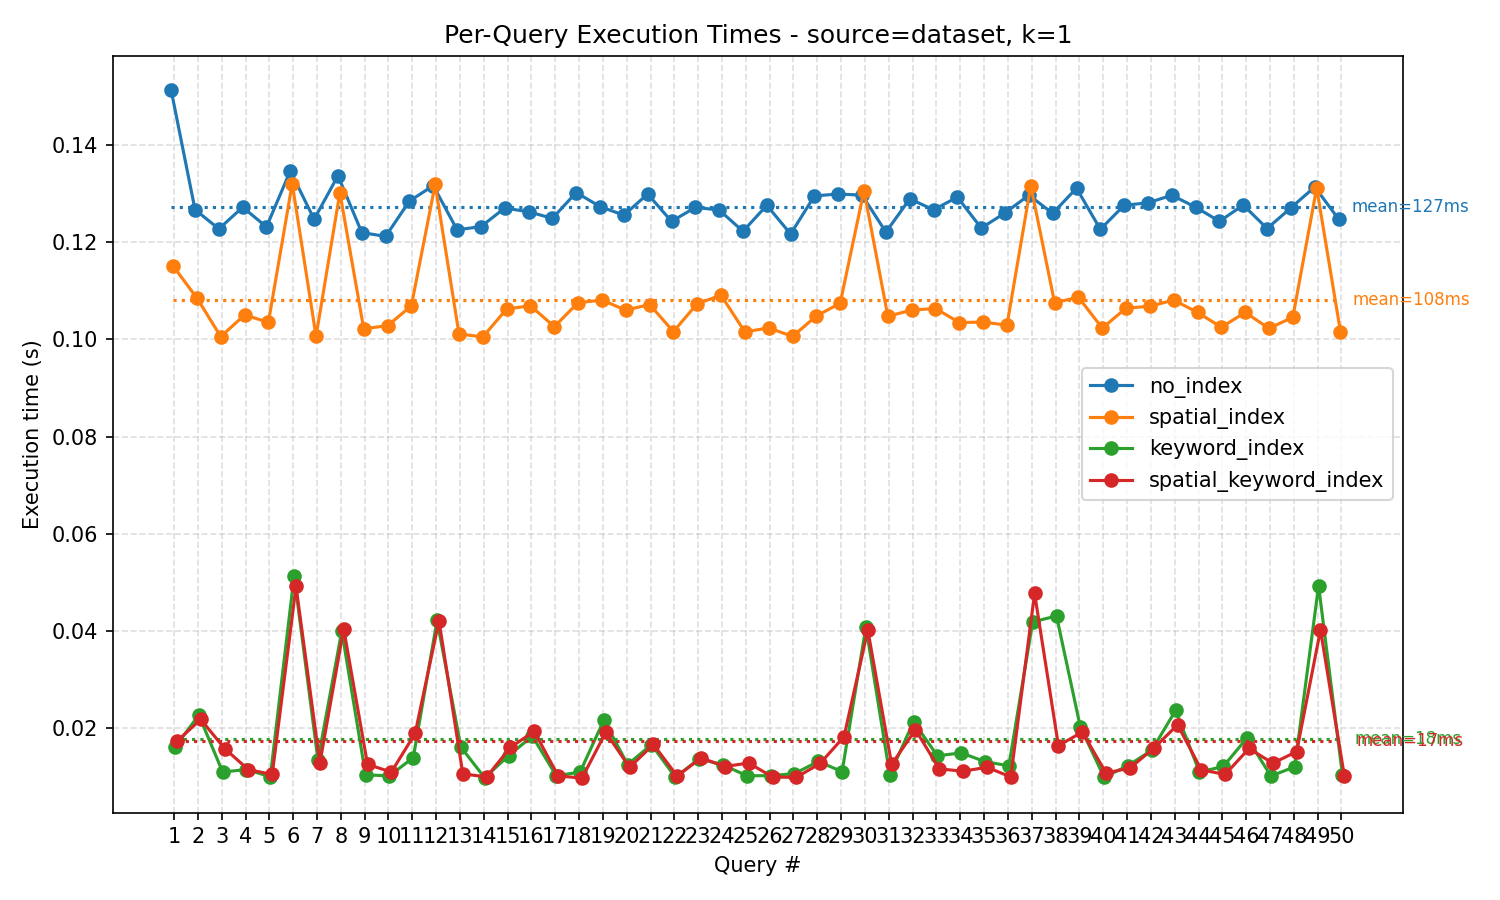 Per-Query Execution Times - source=dataset, k=1
Execution time (s)
0.14
0.12
0.10
0.08
0.06
0.04
0.02
mean=127ms
mean=108ms
no_index
spatial_index
keyword_index
spatial_keyword_index
mean=18ms
mean=17ms
1 2 3 4 5 6 7 8 9 10 11 12 13 14 15 16 17 18 19 20 21 22 23 24 25 26 27 28 29 30 31 32 33 34 35 36 37 38 39 40 41 42 43 44 45 46 47 48 49 50
Query #